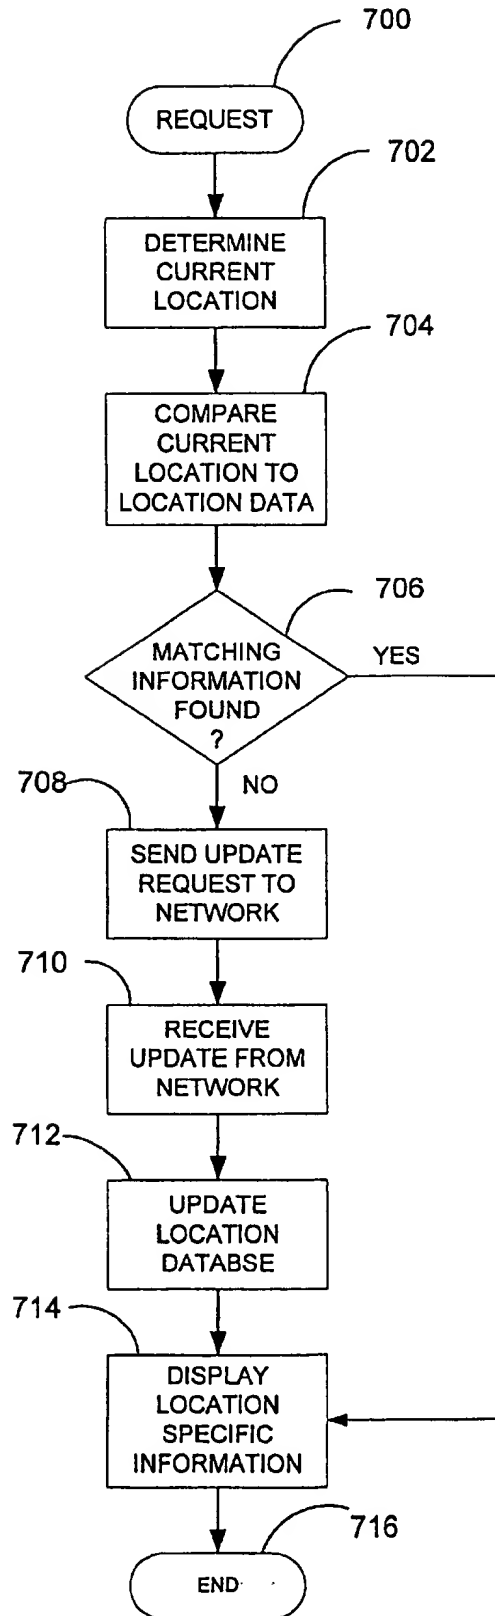 700
REQUEST
702
DETERMINE
CURRENT
LOCATION
704
COMPARE
CURRENT
LOCATION TO
LOCATION DATA
706
MATCHING
INFORMATION
FOUND
?
YES
NO
708
SEND UPDATE
REQUEST TO
NETWORK
710
RECEIVE
UPDATE FROM
NETWORK
712
UPDATE
LOCATION
DATABSE
714
DISPLAY
LOCATION
SPECIFIC
INFORMATION
716
END